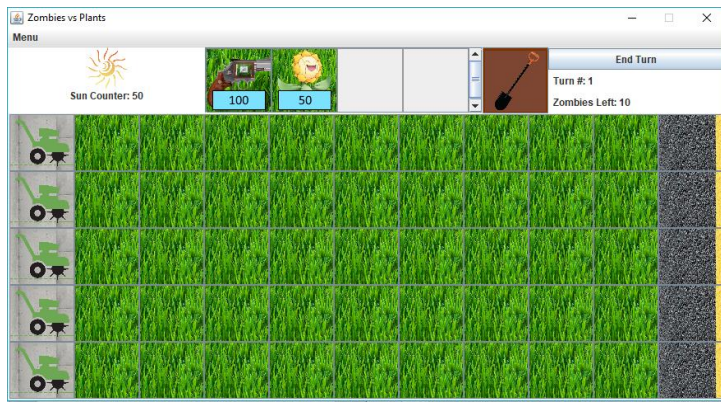 Zombies vs Plants
Menu
Sun Counter: 50
100
50
End Turn
Turn #: 1
Zombies Left: 10